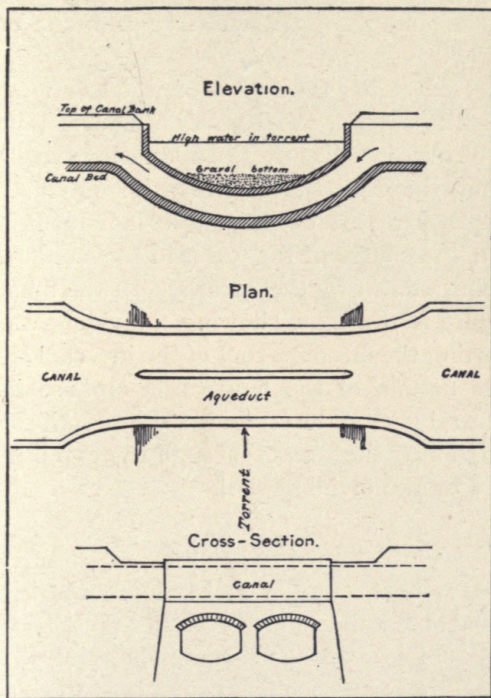 Elevation.
Top of Canal Bank
High water in torrent
Gravel bottom
Canal Bed
Plan.
CANAL
CANAL
Aqueduct
Torrent
Cross-Section.
Canal